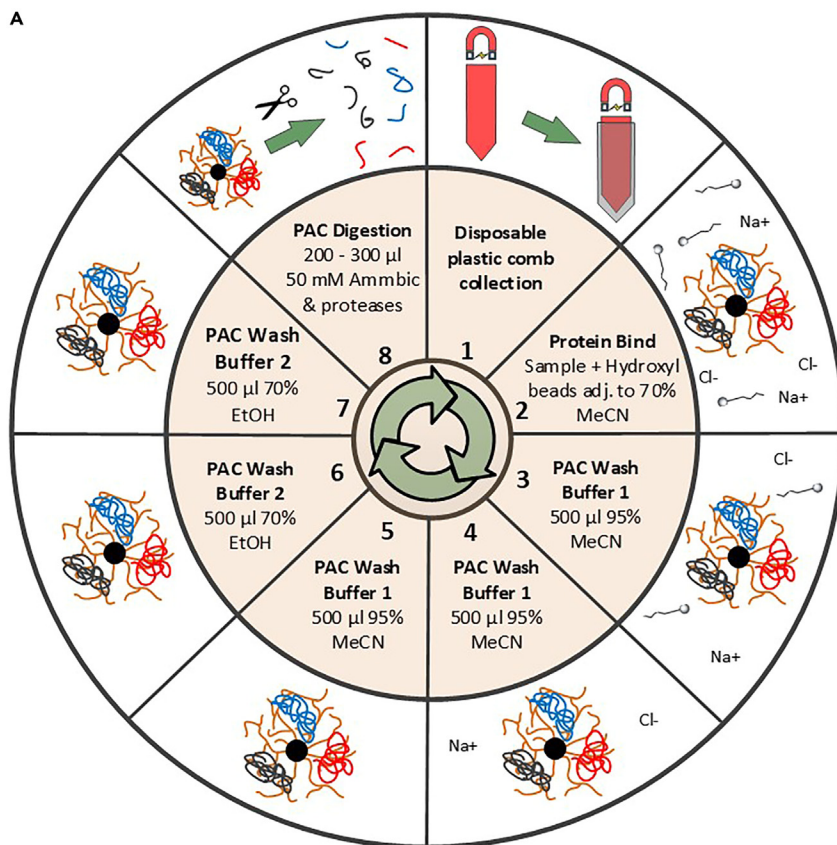 A
Disposable
plastic comb
collection
1
Protein Bind
Sample + Hydroxyl
beads adj. to 70%
MeCN
2
Na+
Cl-
Cl-
Na+
PAC Wash
Buffer 1
500 µl 95%
MeCN
3
Cl-
Na+
PAC Wash
Buffer 1
500 µl 95%
MeCN
4
Na+
Cl-
PAC Wash
Buffer 1
500 µl 95%
MeCN
5
PAC Wash
Buffer 2
500 µl 70%
EtOH
6
PAC Wash
Buffer 2
500 µl 70%
EtOH
7
PAC Digestion
200 - 300 µl
50 mM Ammbic
& proteases
8